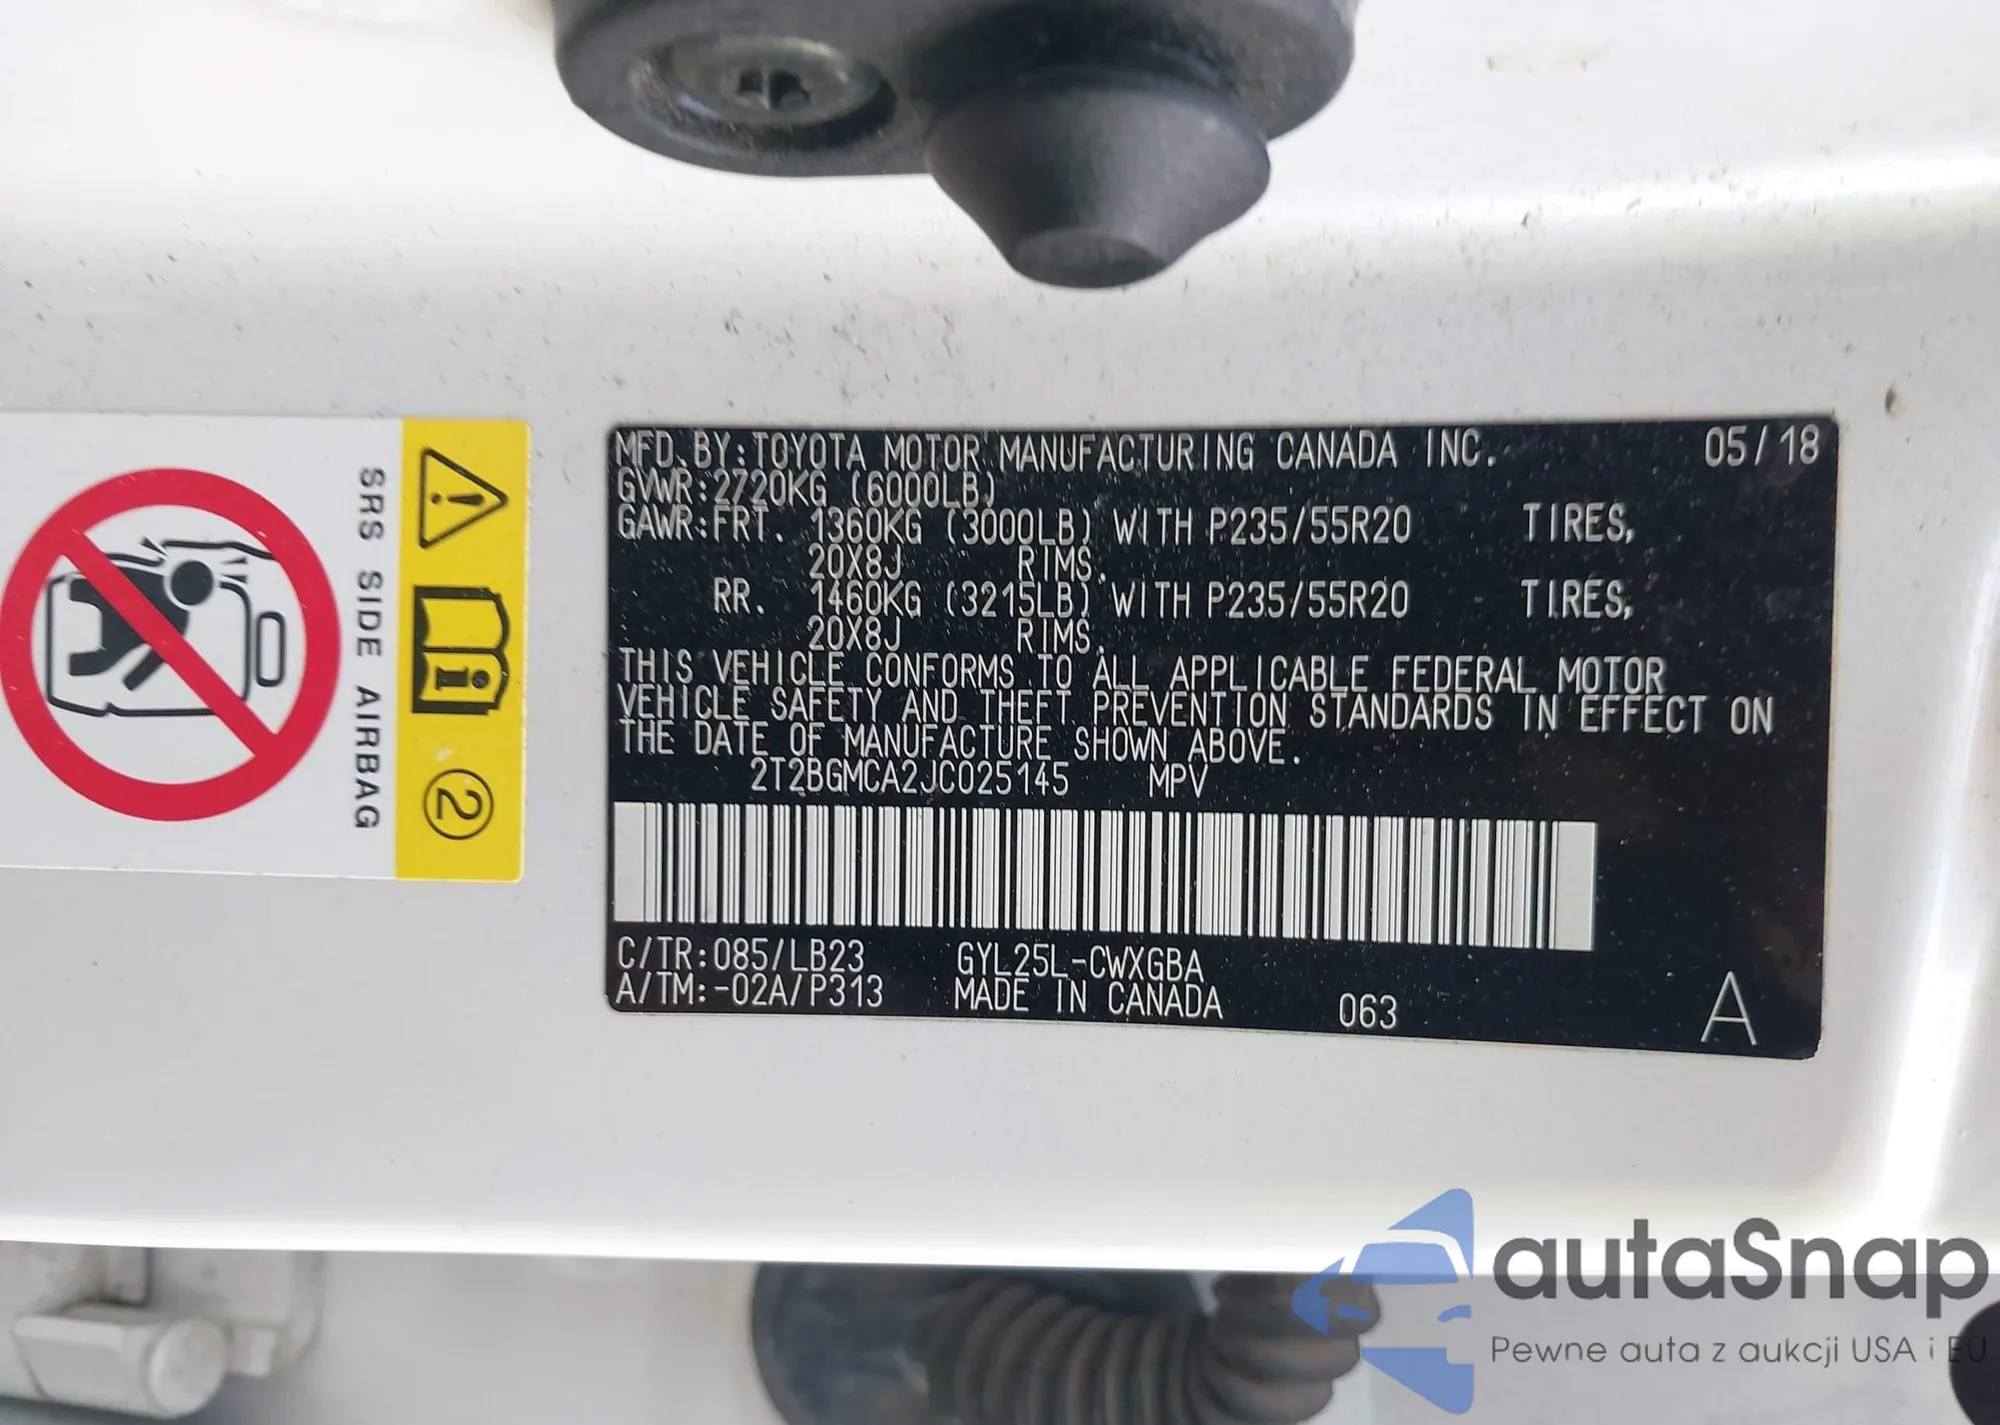 MFD. BY: TOYOTA MOTOR MANUFACTURING CANADA INC. 05/18
GVWR: 2720KG (6000LB)
GAWR: FRT. 1360KG (3000LB) WITH P235/55R20 TIRES,
20X8J RIMS.
RR. 1460KG (3215LB) WITH P235/55R20 TIRES,
20X8J RIMS.
THIS VEHICLE CONFORMS TO ALL APPLICABLE FEDERAL MOTOR
VEHICLE SAFETY AND THEFT PREVENTION STANDARDS IN EFFECT ON
THE DATE OF MANUFACTURE SHOWN ABOVE.
2T2BGMCA2JC025145 MPV
C/TR: 085/LB23 GYL25L-CWXGBA
A/TM: -02A/P313 MADE IN CANADA 063 A
SRS SIDE AIRBAG
2
autaSnap
Pewne auta z aukcji USA i EU